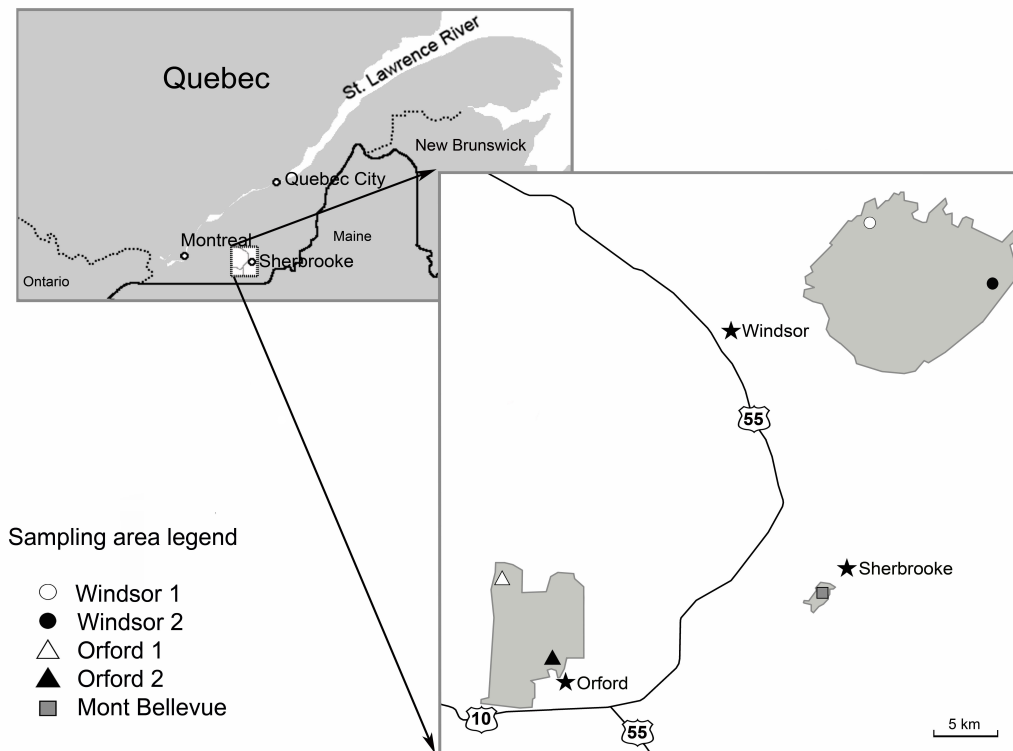 St. Lawrence River
Quebec
New Brunswick
Quebec City
Montreal
Maine
Sherbrooke
Ontario
Windsor
55
Sherbrooke
Orford
10
55
5 km
Sampling area legend
Windsor 1
Windsor 2
Orford 1
Orford 2
Mont Bellevue